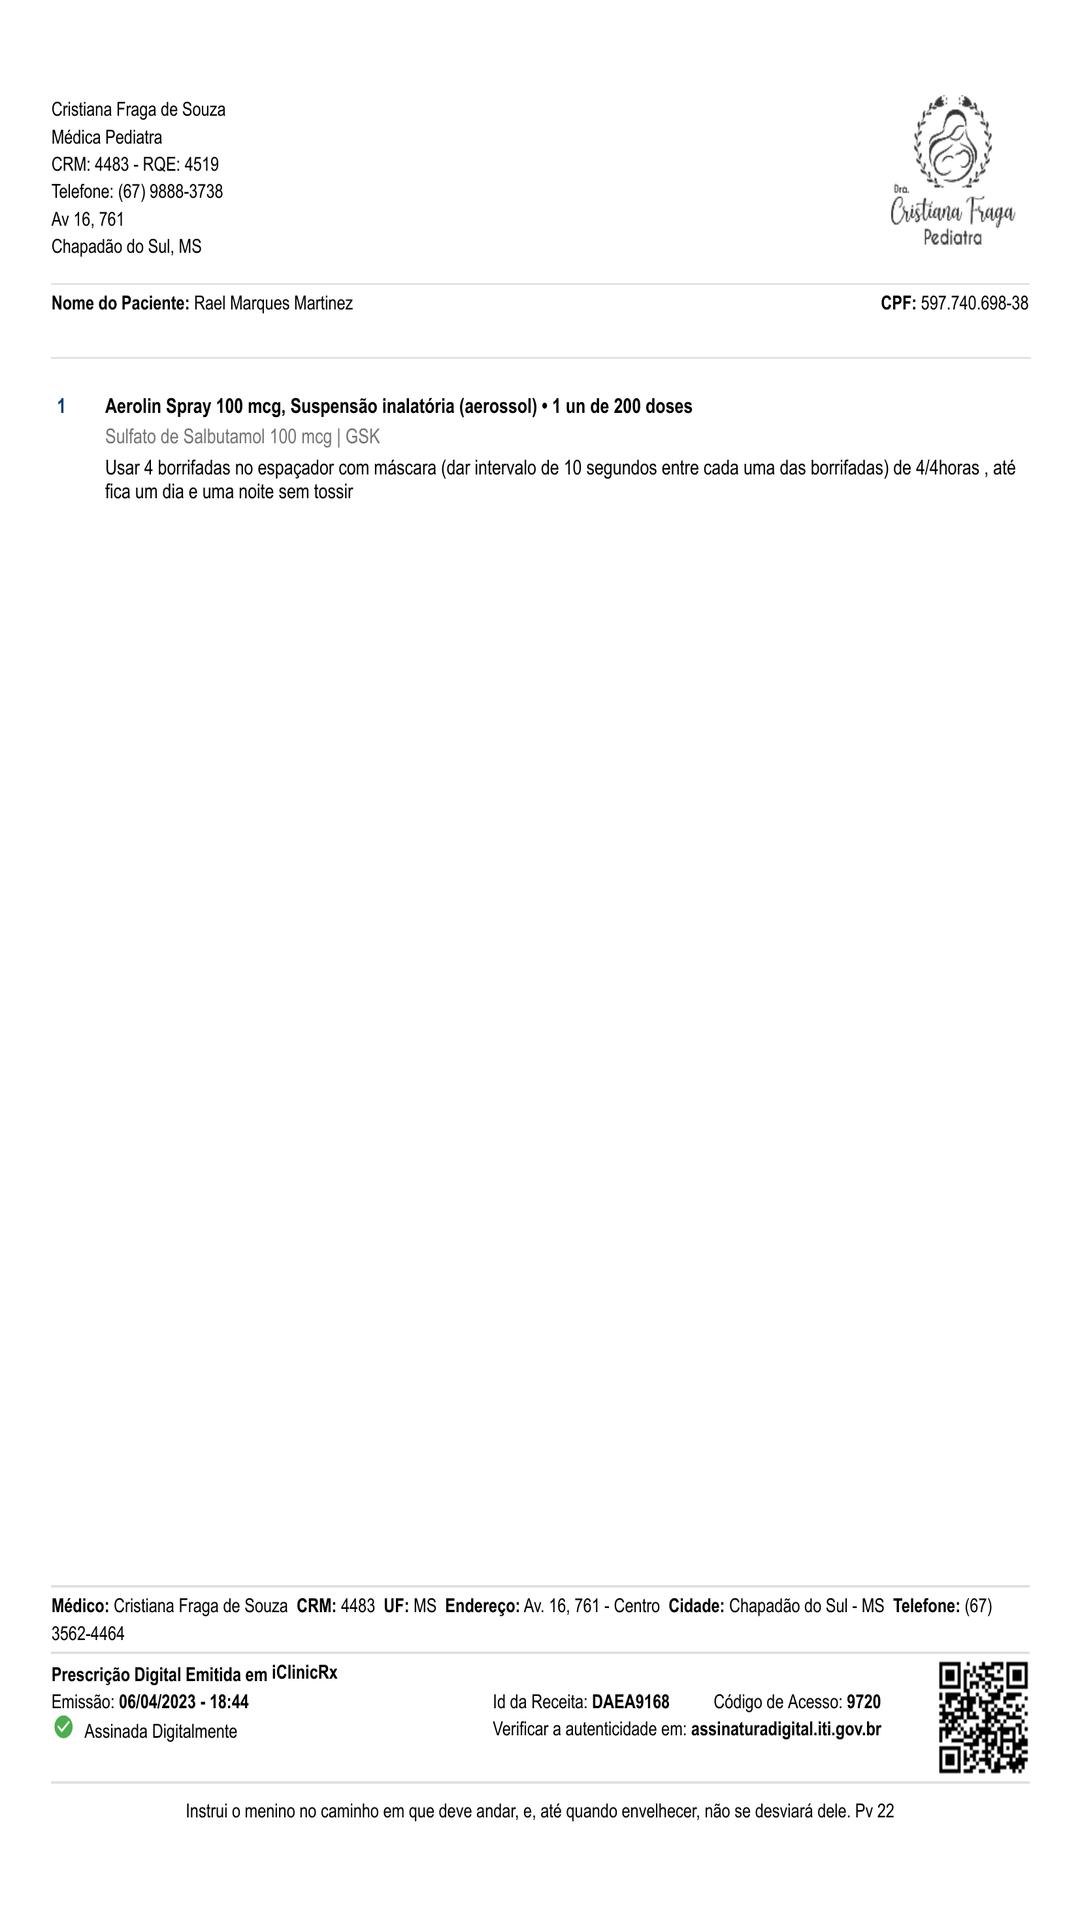 Cristiana Fraga de Souza
Médica Pediatra
CRM: 4483 - RQE: 4519
Telefone: (67) 9888-3738
Av 16, 761
Chapadão do Sul, MS
Dra.
Cristiana Fraga
Pediatra
Nome do Paciente: Rael Marques Martinez CPF: 597.740.698-38
1 Aerolin Spray 100 mcg, Suspensão inalatória (aerossol) • 1 un de 200 doses
Sulfato de Salbutamol 100 mcg | GSK
Usar 4 borrifadas no espaçador com máscara (dar intervalo de 10 segundos entre cada uma das borrifadas) de 4/4horas , até
fica um dia e uma noite sem tossir
Médico: Cristiana Fraga de Souza CRM: 4483 UF: MS Endereço: Av. 16, 761 - Centro Cidade: Chapadão do Sul - MS Telefone: (67)
3562-4464
Prescrição Digital Emitida em iClinicRx
Emissão: 06/04/2023 - 18:44 Id da Receita: DAEA9168 Código de Acesso: 9720
Assinada Digitalmente Verificar a autenticidade em: assinaturadigital.iti.gov.br
Instrui o menino no caminho em que deve andar, e, até quando envelhecer, não se desviará dele. Pv 22